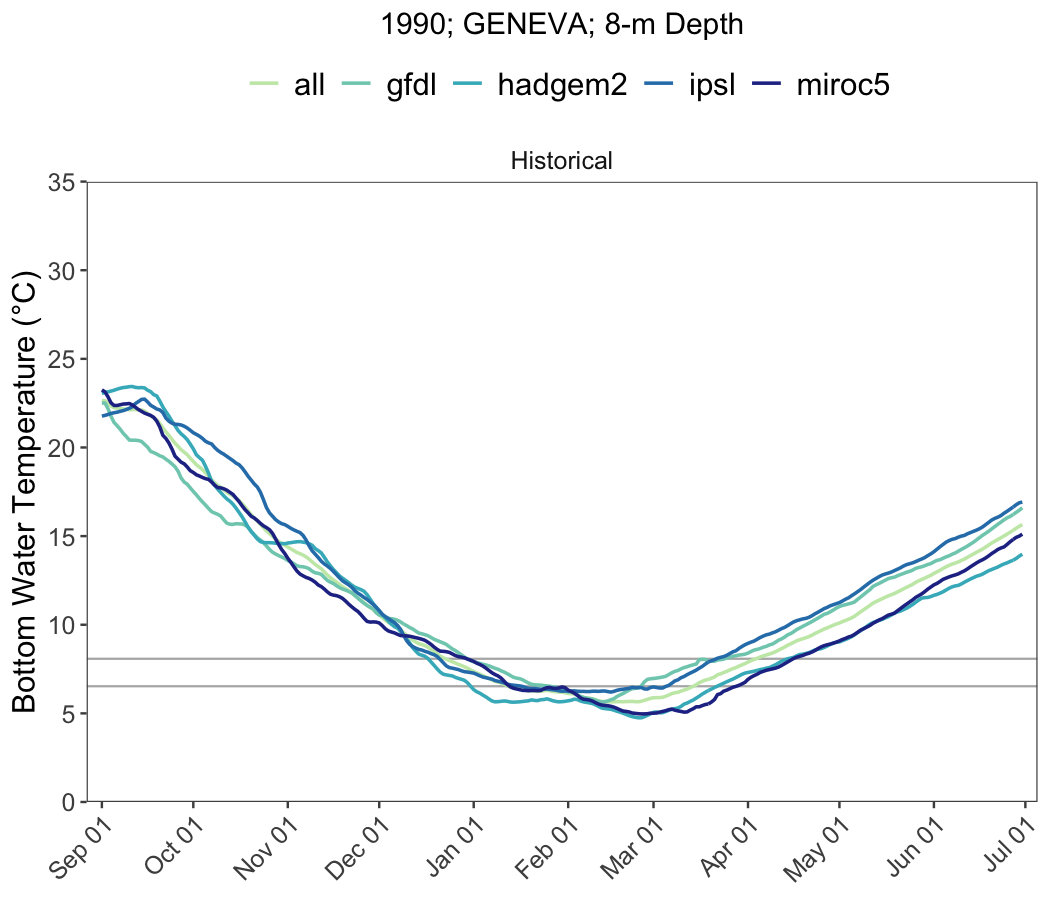 1990; GENEVA; 8-m Depth
all gfdl hadgem2 ipsl miroc5
Historical
Bottom Water Temperature (°C)
35
30
25
20
15
10
5
0
Sep 01 Oct 01 Nov 01 Dec 01 Jan 01 Feb 01 Mar 01 Apr 01 May 01 Jun 01 Jul 01